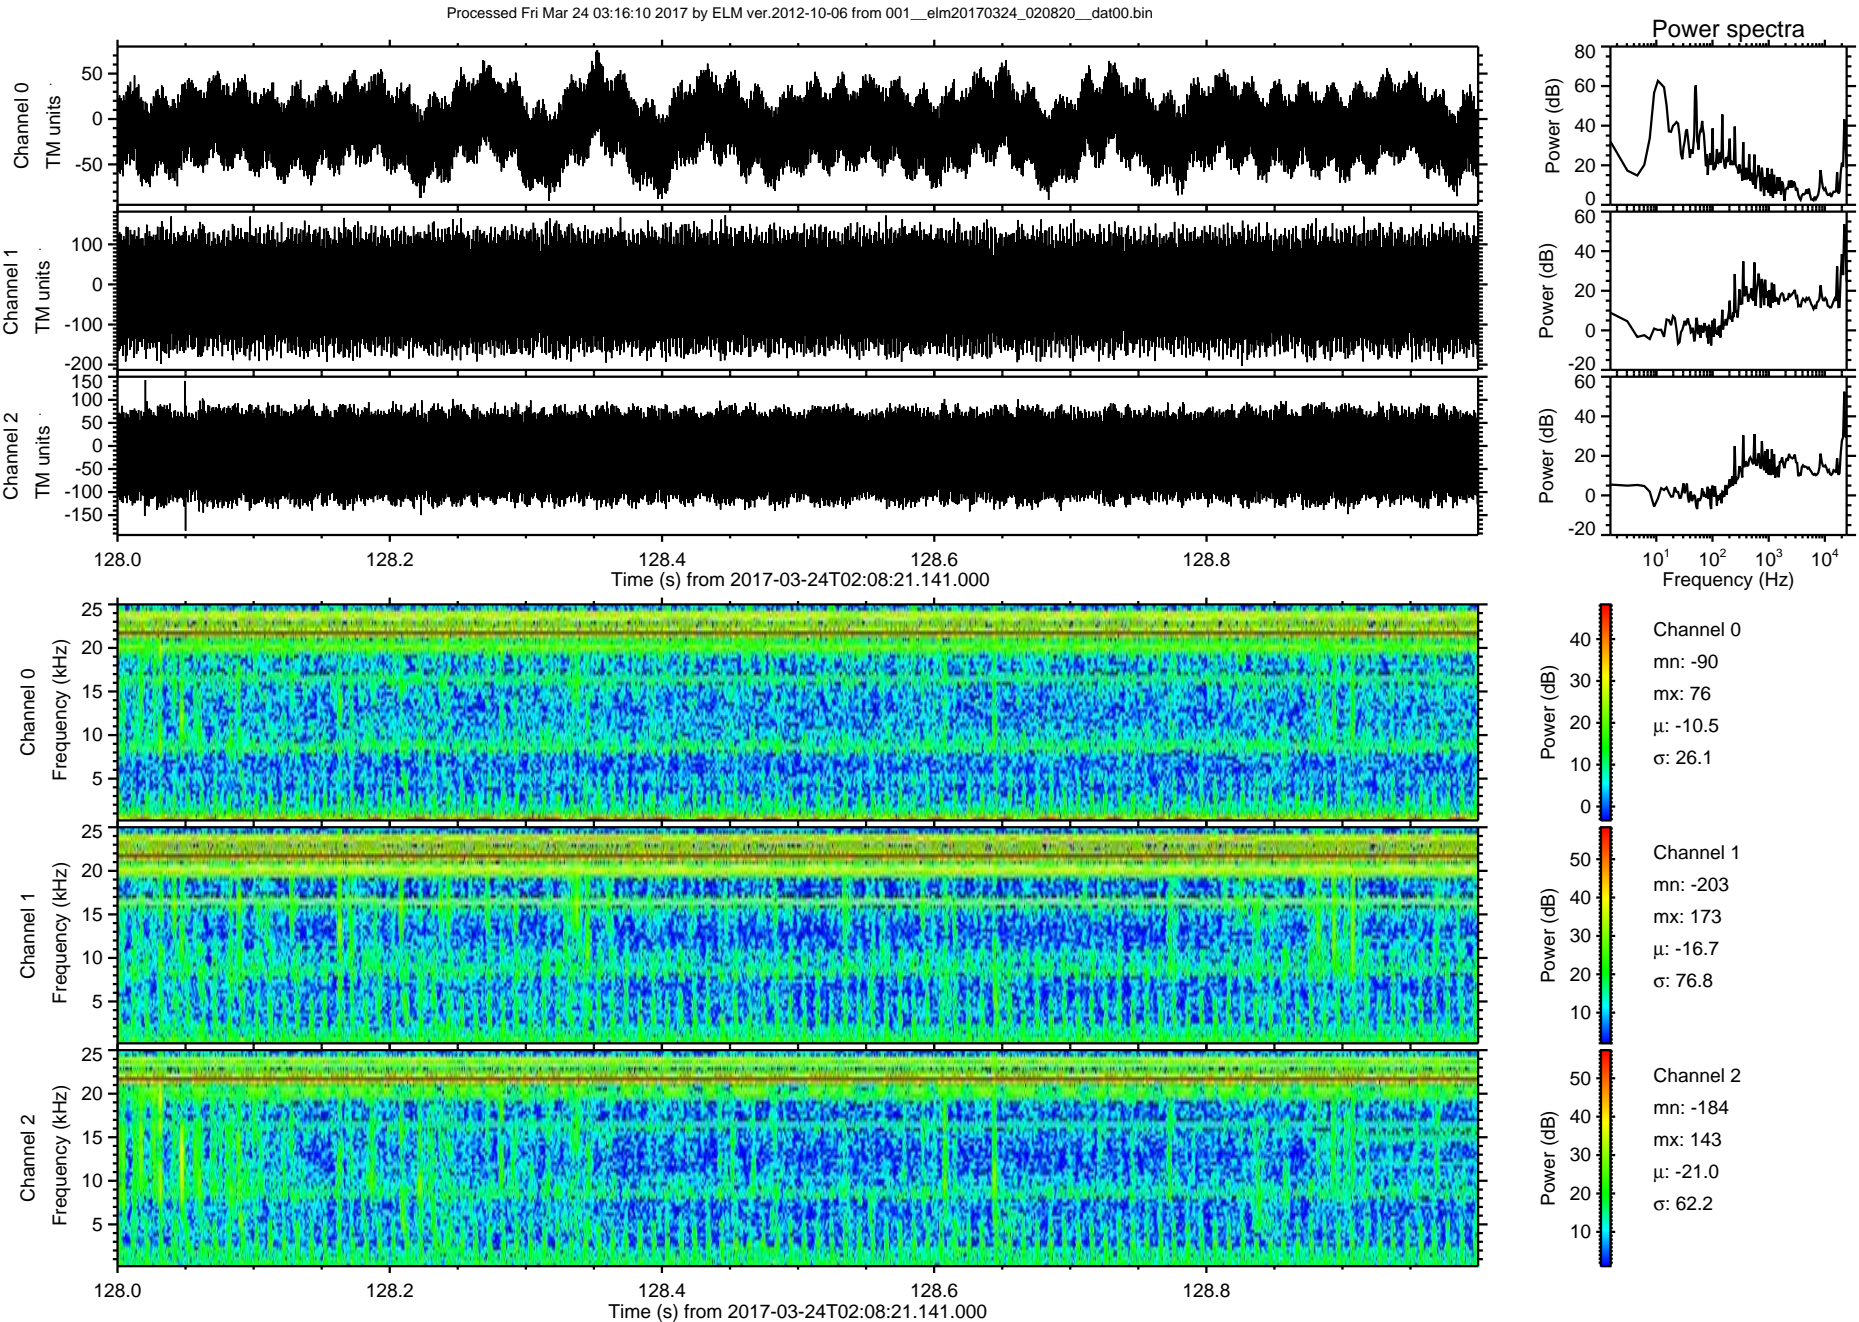 Processed Fri Mar 24 03:16:10 2017 by ELM ver.2012-10-06 from 001__elm20170324_020820__dat00.bin
Power spectra
Channel 0
TM units
50
0
-50
Power (dB)
80
60
40
20
0
Channel 1
TM units
100
0
-100
-200
Power (dB)
60
40
20
0
-20
Channel 2
TM units
150
100
50
0
-50
-100
-150
Power (dB)
60
40
20
0
-20
128.0 128.2 128.4 128.6 128.8
Time (s) from 2017-03-24T02:08:21.141.000
10^1 10^2 10^3 10^4
Frequency (Hz)
Channel 0
Frequency (kHz)
25
20
15
10
5
Power (dB)
40
30
20
10
0
Channel 0
mn: -90
mx: 76
μ: -10.5
σ: 26.1
Channel 1
Frequency (kHz)
25
20
15
10
5
Power (dB)
50
40
30
20
10
Channel 1
mn: -203
mx: 173
μ: -16.7
σ: 76.8
Channel 2
Frequency (kHz)
25
20
15
10
5
Power (dB)
50
40
30
20
10
Channel 2
mn: -184
mx: 143
μ: -21.0
σ: 62.2
128.0 128.2 128.4 128.6 128.8
Time (s) from 2017-03-24T02:08:21.141.000